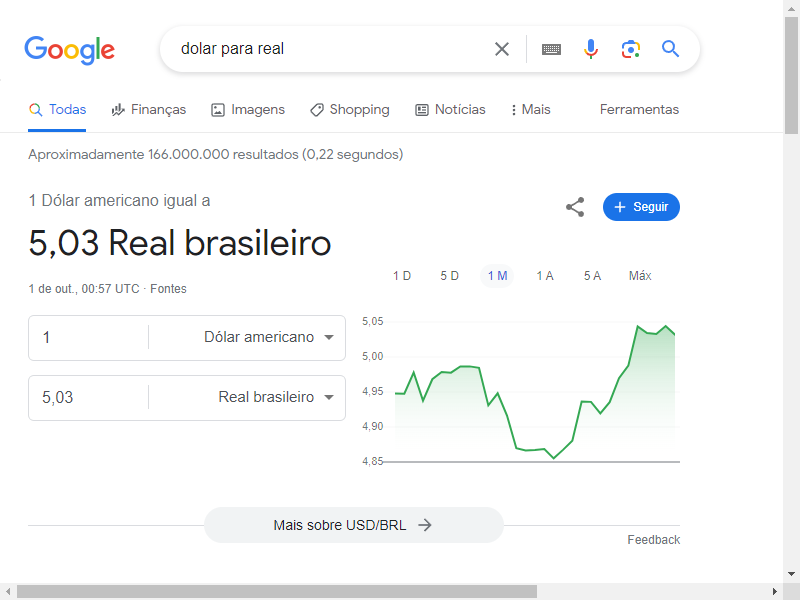 Google
dolar para real
Todas Finanças Imagens Shopping Notícias Mais Ferramentas
Aproximadamente 166.000.000 resultados (0,22 segundos)
1 Dólar americano igual a
5,03 Real brasileiro
Seguir
1 de out., 00:57 UTC · Fontes
1 D 5 D 1 M 1 A 5 A Máx
1 Dólar americano
5,03 Real brasileiro
5,05
5,00
4,95
4,90
4,85
Mais sobre USD/BRL
Feedback